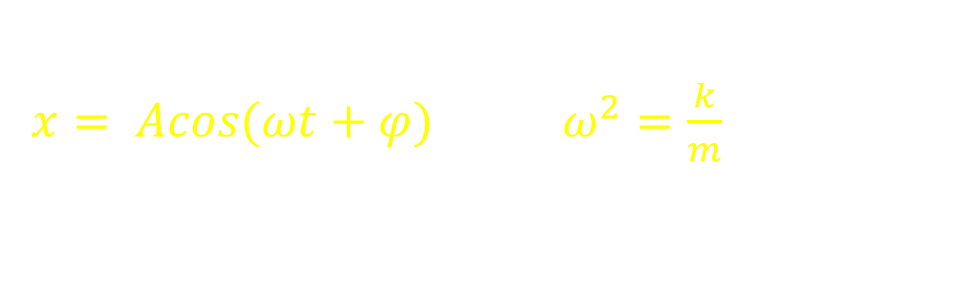 x = Acos(ωt + φ) ω² = k/m